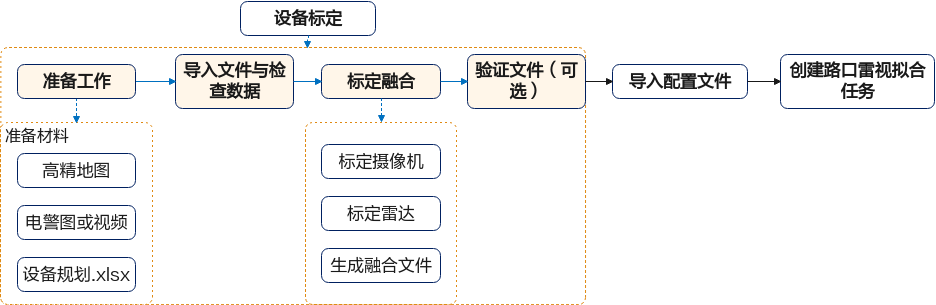 设备标定
准备工作
导入文件与检
查数据
标定融合
验证文件（可
选）
导入配置文件
创建路口雷视拟合
任务
准备材料
高精地图
电警图或视频
设备规划.xlsx
标定摄像机
标定雷达
生成融合文件